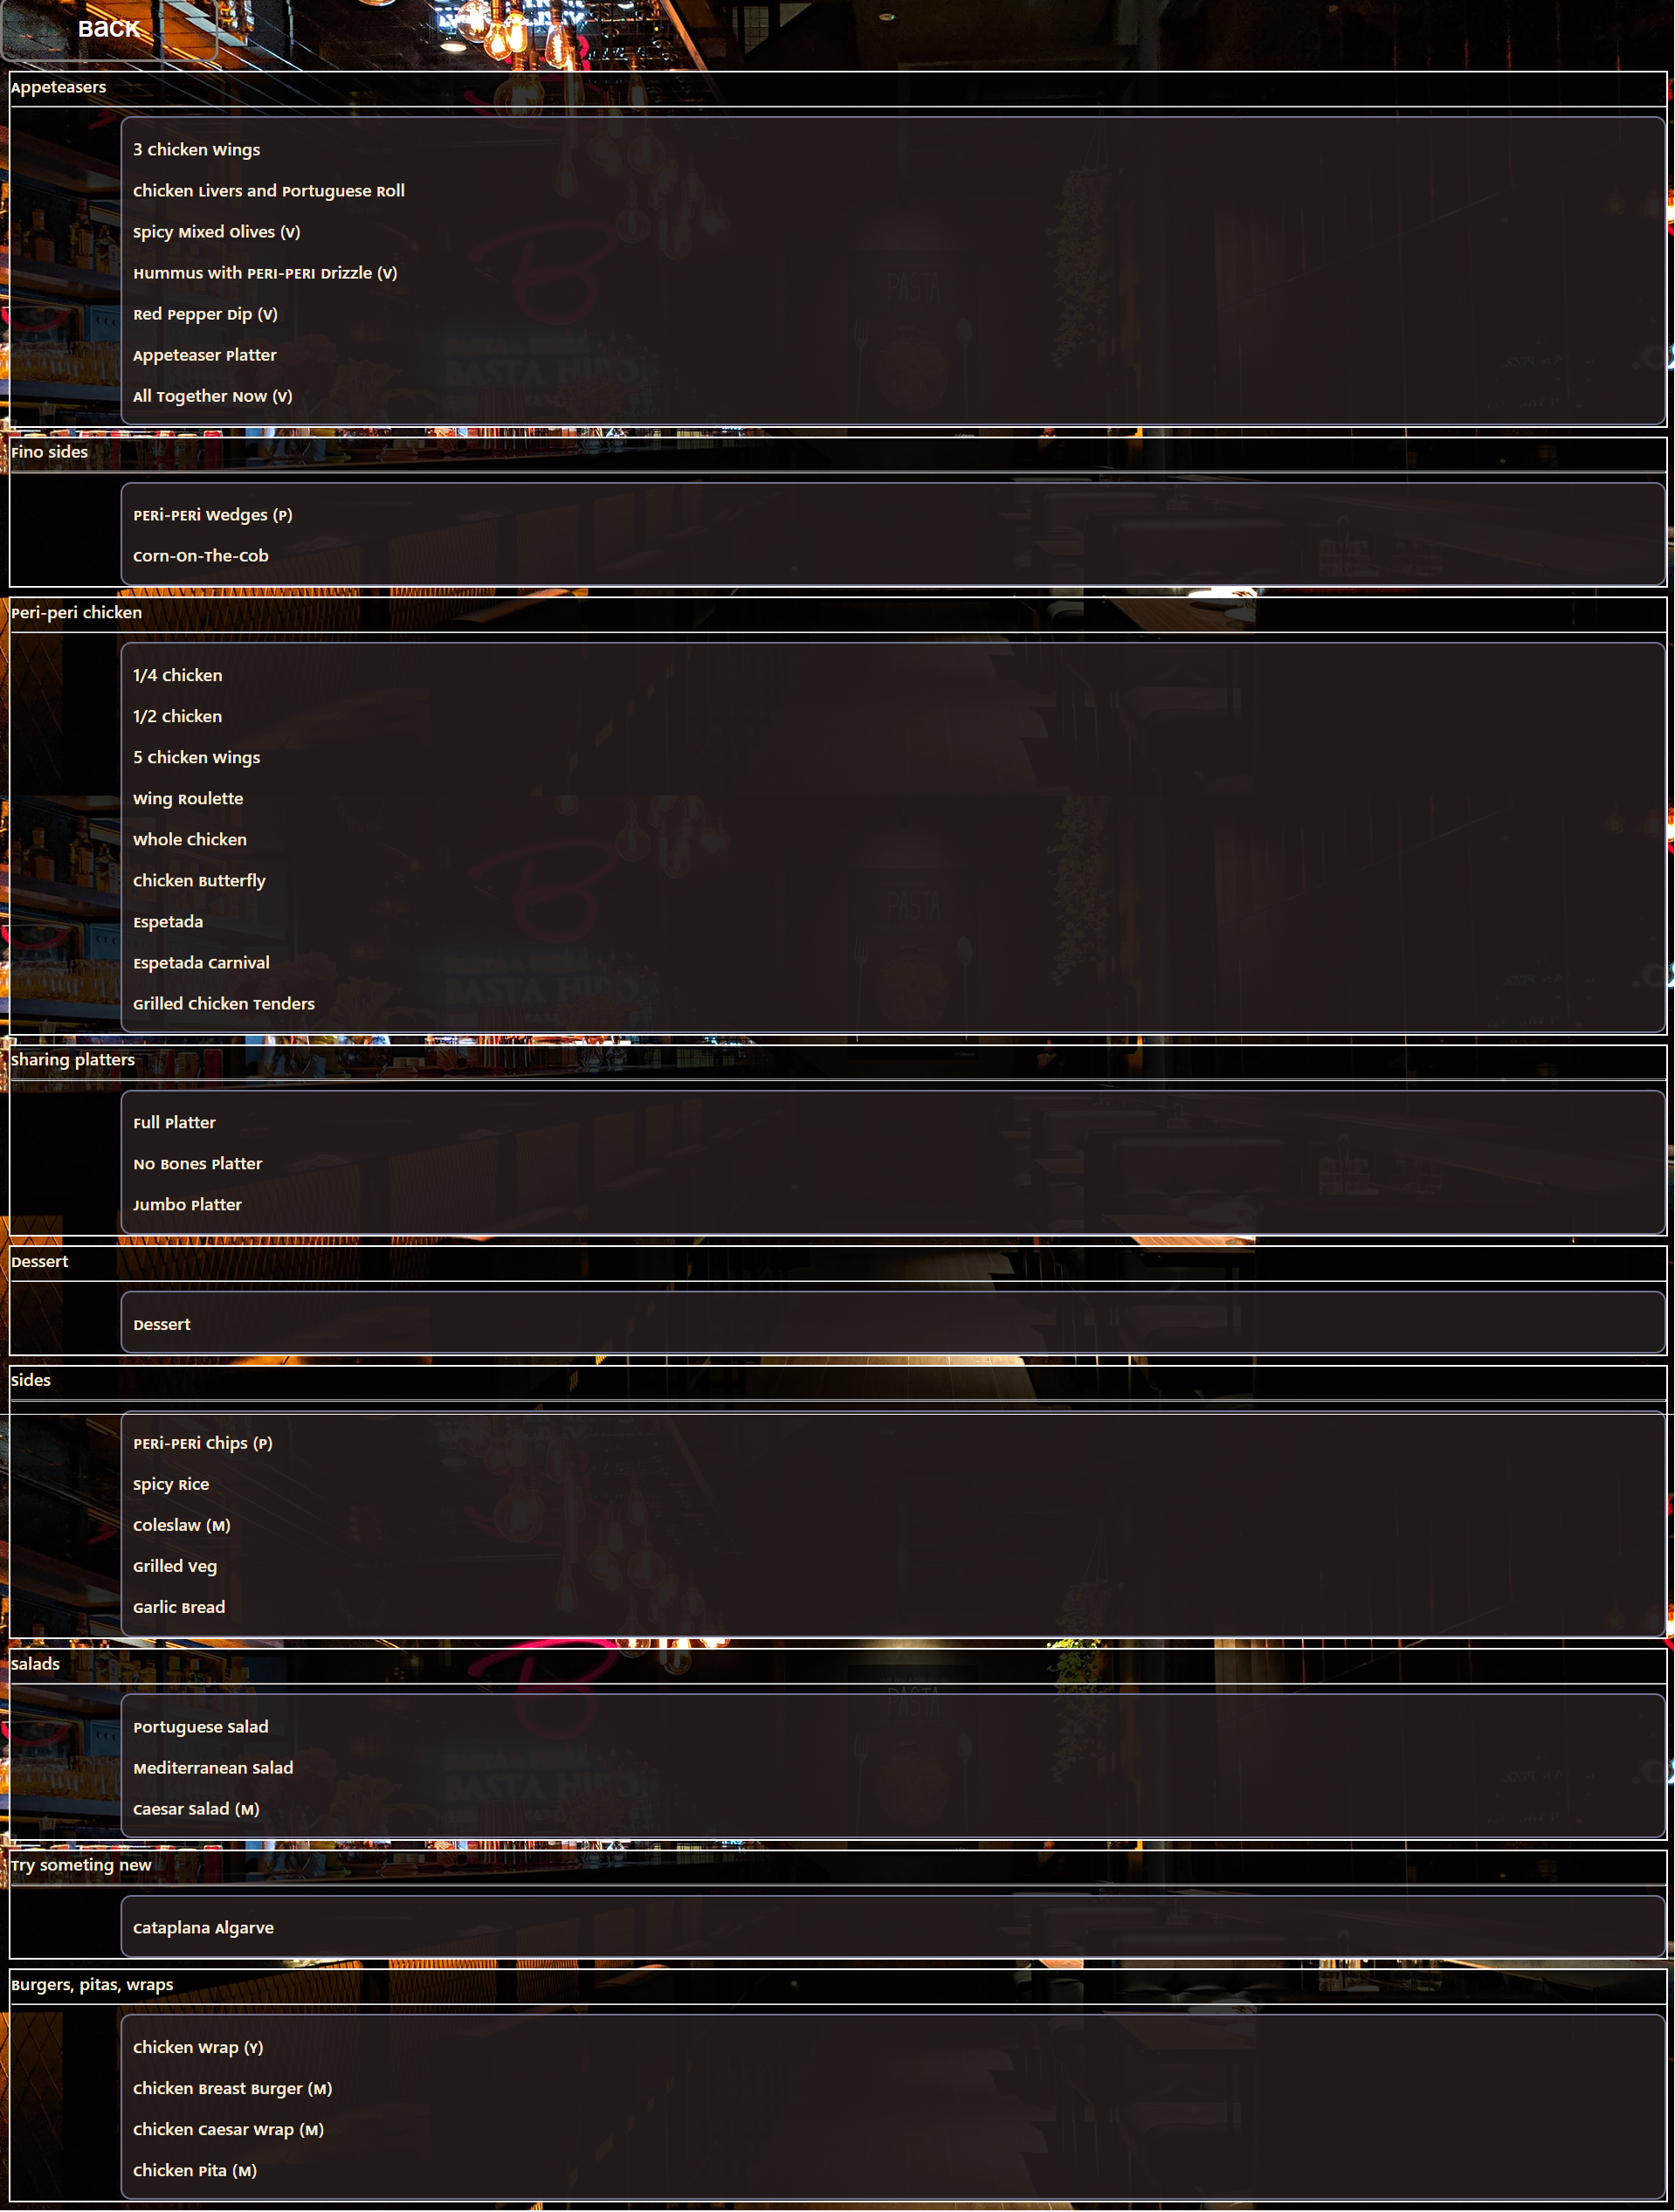 Back
Appeteasers
3 Chicken Wings
Chicken Livers and Portuguese Roll
Spicy Mixed Olives (V)
Hummus with PERI-PERI Drizzle (V)
Red Pepper Dip (V)
Appeteaser Platter
All Together Now (V)
Fino sides
PERi-PERi Wedges (P)
Corn-On-The-Cob
Peri-peri chicken
1/4 Chicken
1/2 Chicken
5 Chicken Wings
Wing Roulette
Whole Chicken
Chicken Butterfly
Espetada
Espetada Carnival
Grilled Chicken Tenders
Sharing platters
Full Platter
No Bones Platter
Jumbo Platter
Dessert
Dessert
Sides
PERi-PERi Chips (P)
Spicy Rice
Coleslaw (M)
Grilled Veg
Garlic Bread
Salads
Portuguese Salad
Mediterranean Salad
Caesar Salad (M)
Try someting new
Cataplana Algarve
Burgers, pitas, wraps
Chicken Wrap (Y)
Chicken Breast Burger (M)
Chicken Caesar Wrap (M)
Chicken Pita (M)